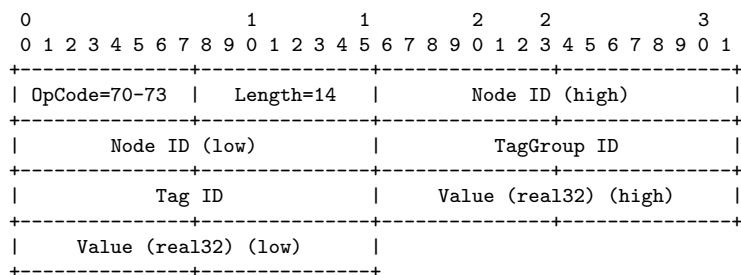 0                   1         1         2     2             3
 0 1 2 3 4 5 6 7 8 9 0 1 2 3 4 5 6 7 8 9 0 1 2 3 4 5 6 7 8 9 0 1
+---------------+---------------+---------------+---------------+
| OpCode=70-73  |   Length=14   |        Node ID (high)         |
+---------------+---------------+---------------+---------------+
|        Node ID (low)          |          TagGroup ID          |
+---------------+---------------+---------------+---------------+
|            Tag ID             |     Value (real32) (high)     |
+---------------+---------------+---------------+---------------+
|     Value (real32) (low)      |
+---------------+---------------+